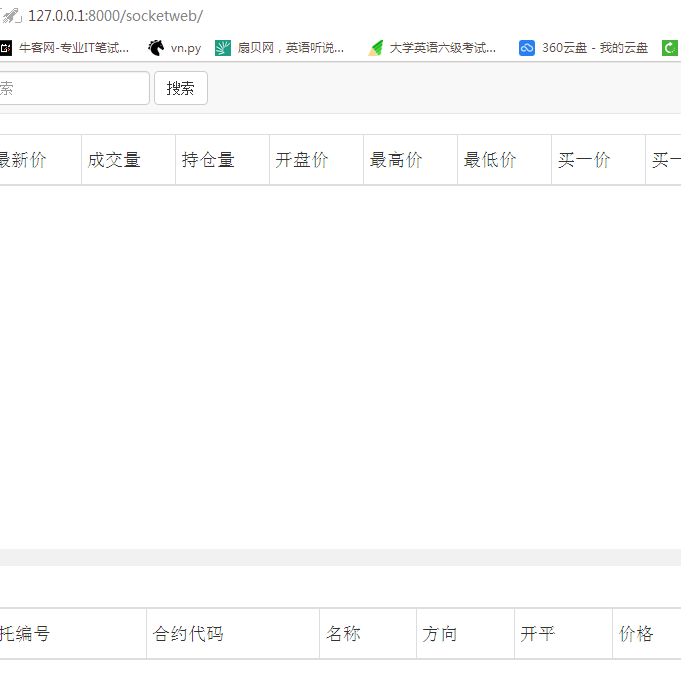 127.0.0.1:8000/socketweb/
牛客网-专业IT笔试... vn.py 扇贝网，英语听说... 大学英语六级考试... 360云盘 - 我的云盘
索 搜索
最新价 成交量 持仓量 开盘价 最高价 最低价 买一价 买一
托编号 合约代码 名称 方向 开平 价格